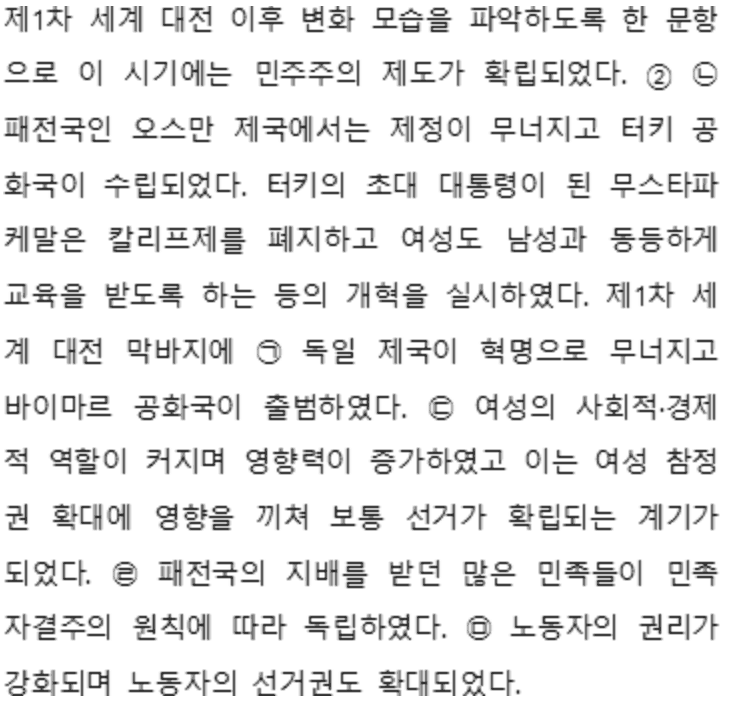 제1차 세계 대전 이후 변화 모습을 파악하도록 한 문항
으로 이 시기에는 민주주의 제도가 확립되었다. ② ㉡
패전국인 오스만 제국에서는 제정이 무너지고 터키 공
화국이 수립되었다. 터키의 초대 대통령이 된 무스타파
케말은 칼리프제를 폐지하고 여성도 남성과 동등하게
교육을 받도록 하는 등의 개혁을 실시하였다. 제1차 세
계 대전 막바지에 ㉠ 독일 제국이 혁명으로 무너지고
바이마르 공화국이 출범하였다. ㉢ 여성의 사회적·경제
적 역할이 커지며 영향력이 증가하였고 이는 여성 참정
권 확대에 영향을 끼쳐 보통 선거가 확립되는 계기가
되었다. ㉣ 패전국의 지배를 받던 많은 민족들이 민족
자결주의 원칙에 따라 독립하였다. ㉤ 노동자의 권리가
강화되며 노동자의 선거권도 확대되었다.